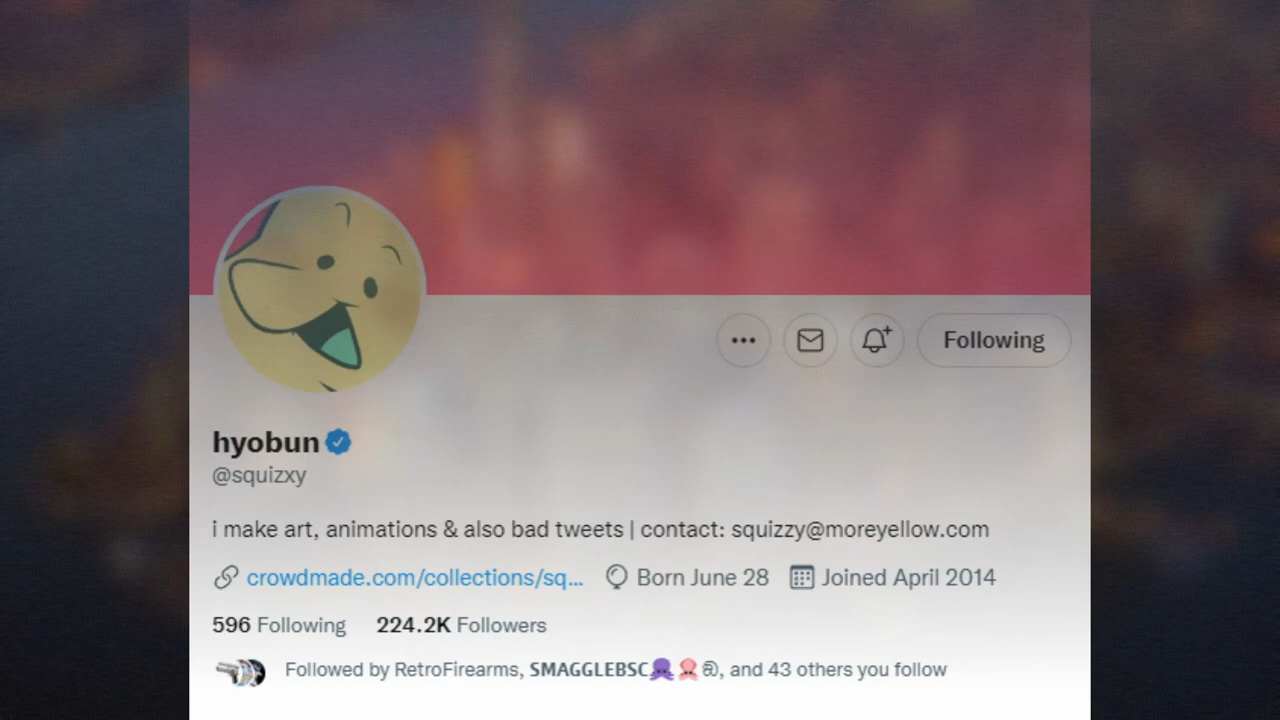 Following
hyobun
@squizxy
i make art, animations & also bad tweets | contact: squizzy@moreyellow.com
crowdmade.com/collections/sq... Born June 28 Joined April 2014
596 Following 224.2K Followers
Followed by RetroFirearms, SMAGGLEBSC🐙, and 43 others you follow